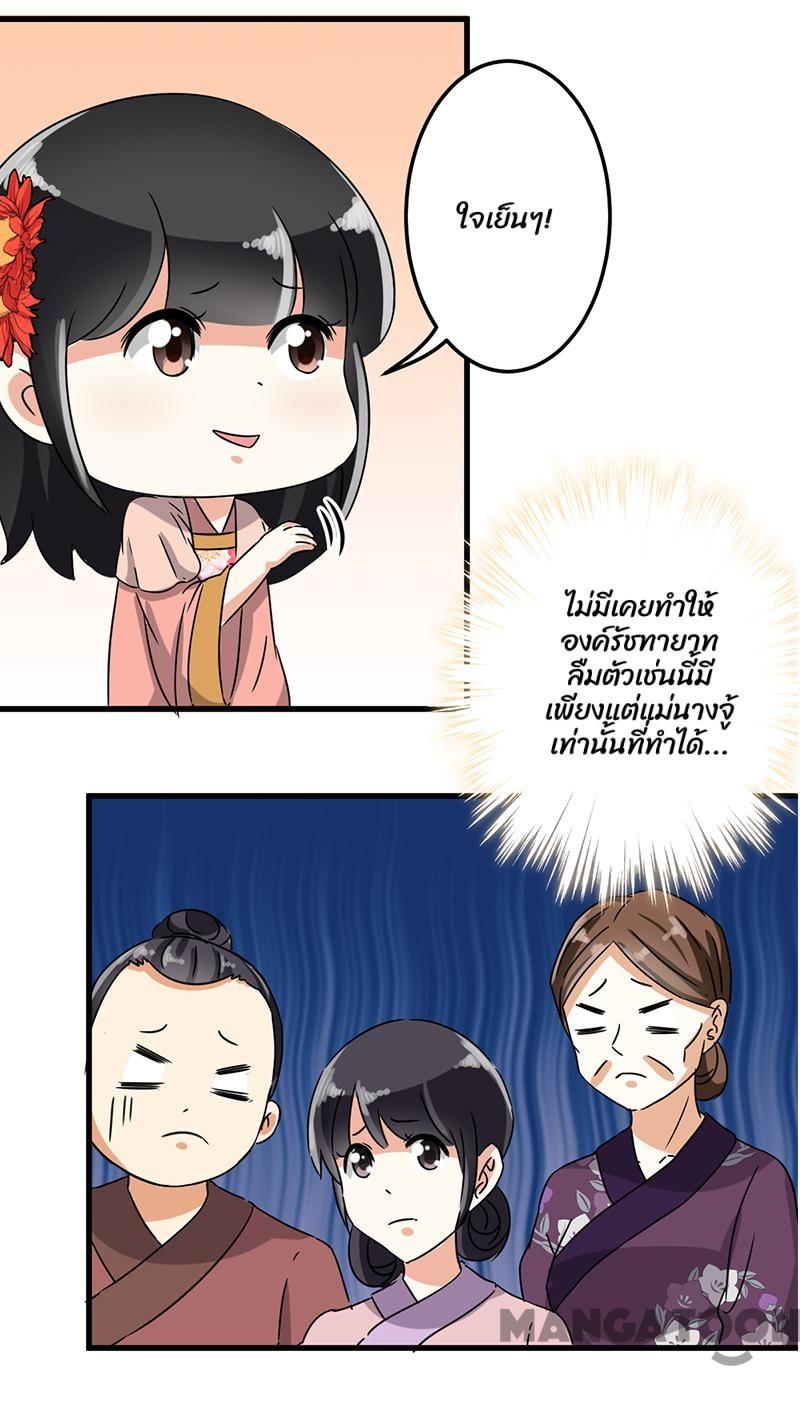 ใจเย็นๆ!
ไม่มีเคยทำให้
องค์รัชทายาท
ลืมตัวเช่นนี้มี
เพียงแต่แม่นางจู้
เท่านั้นที่ทำได้...
MANGATOON